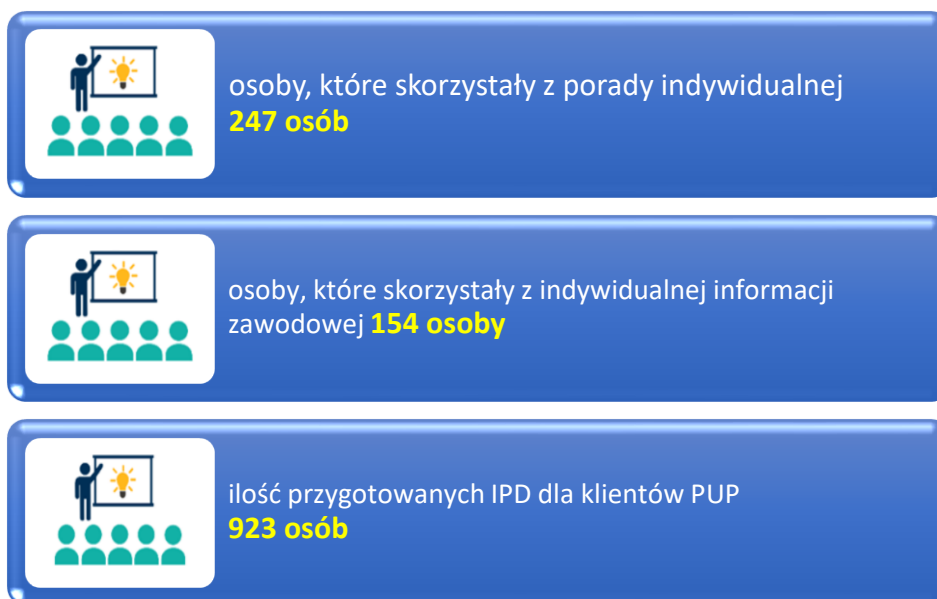 osoby, które skorzystały z porady indywidualnej
247 osób
osoby, które skorzystały z indywidualnej informacji
zawodowej 154 osoby
ilość przygotowanych IPD dla klientów PUP
923 osób